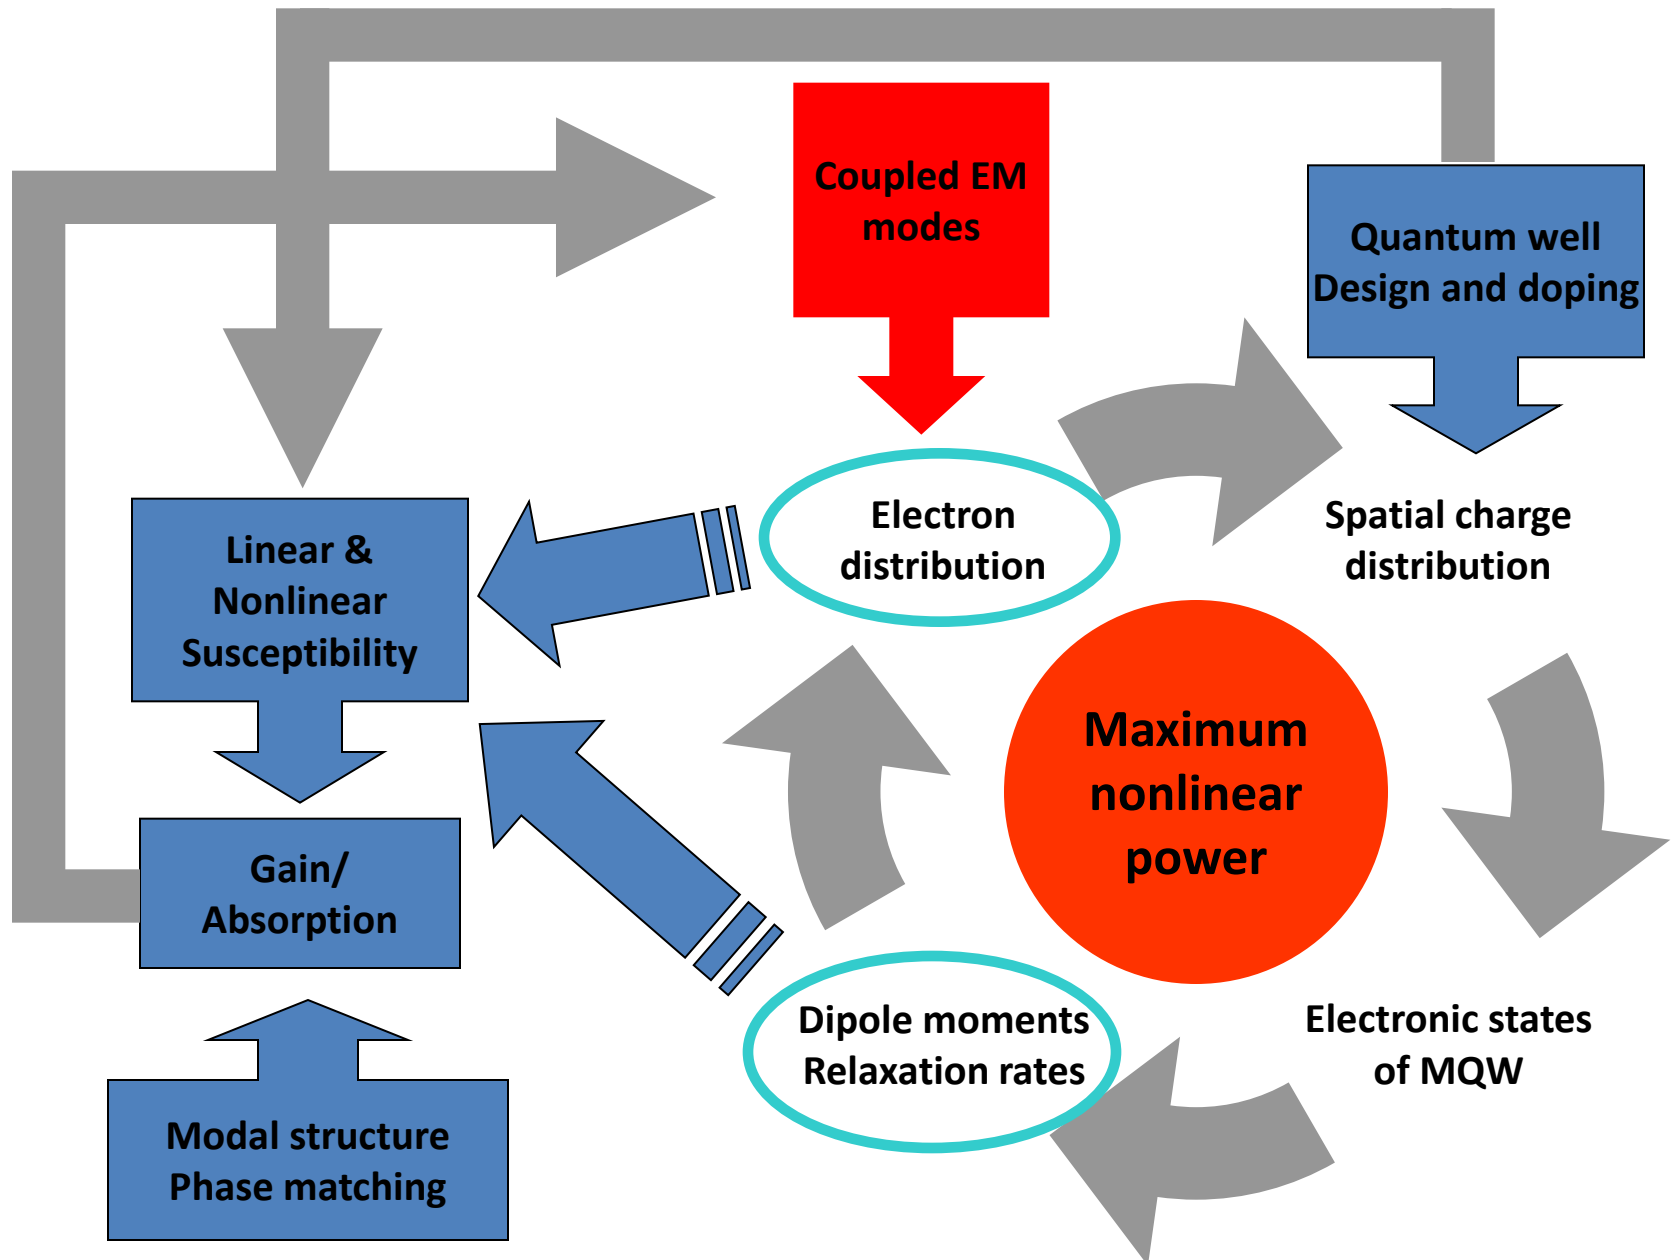 Coupled EM
modes
Quantum well
Design and doping
Electron
distribution
Spatial charge
distribution
Linear &
Nonlinear
Susceptibility
Maximum
nonlinear
power
Gain/
Absorption
Dipole moments
Relaxation rates
Electronic states
of MQW
Modal structure
Phase matching